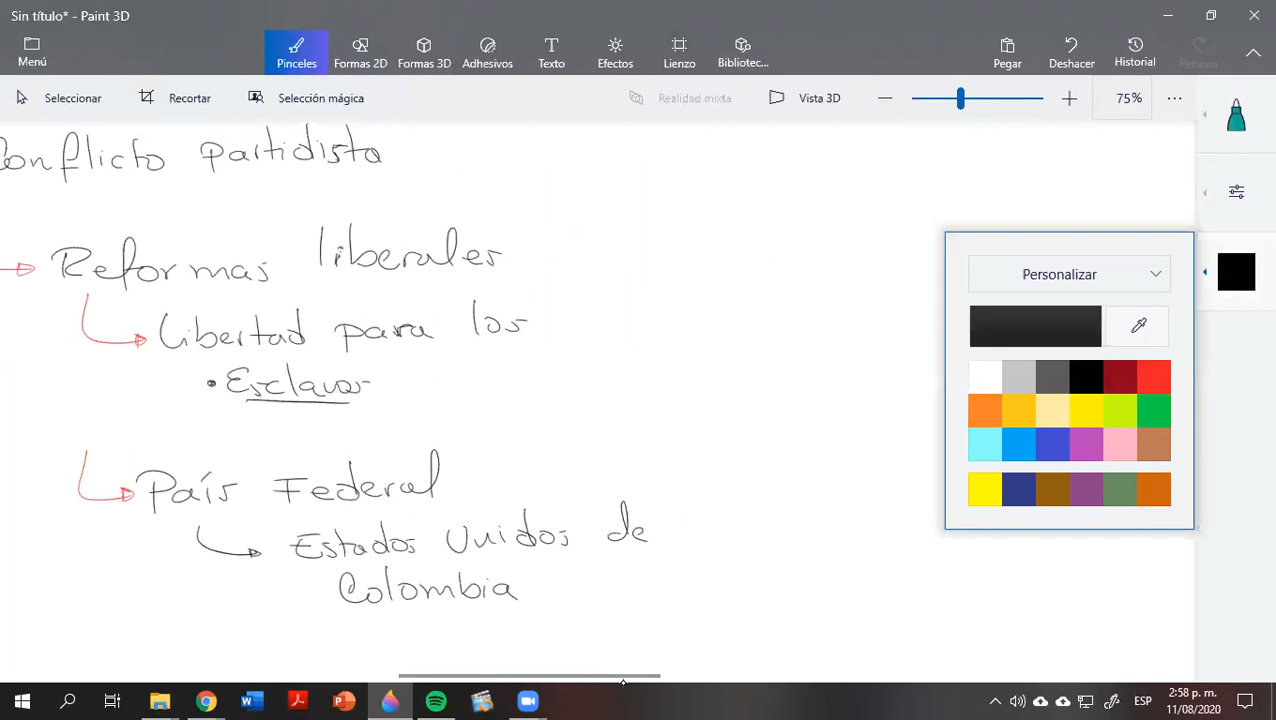 Sin título* - Paint 3D
Menú
Pinceles
Formas 2D
Formas 3D
Adhesivos
Texto
Efectos
Lienzo
Bibliotec...
Pegar
Deshacer
Historial
Rehacer
Seleccionar
Recortar
Selección mágica
Realidad mixta
Vista 3D
75%
Conflicto partidista
Reformas liberales
Libertad para los
• Esclavos
País Federal
Estados Unidos de
Colombia
Personalizar
ESP
2:58 p. m.
11/08/2020